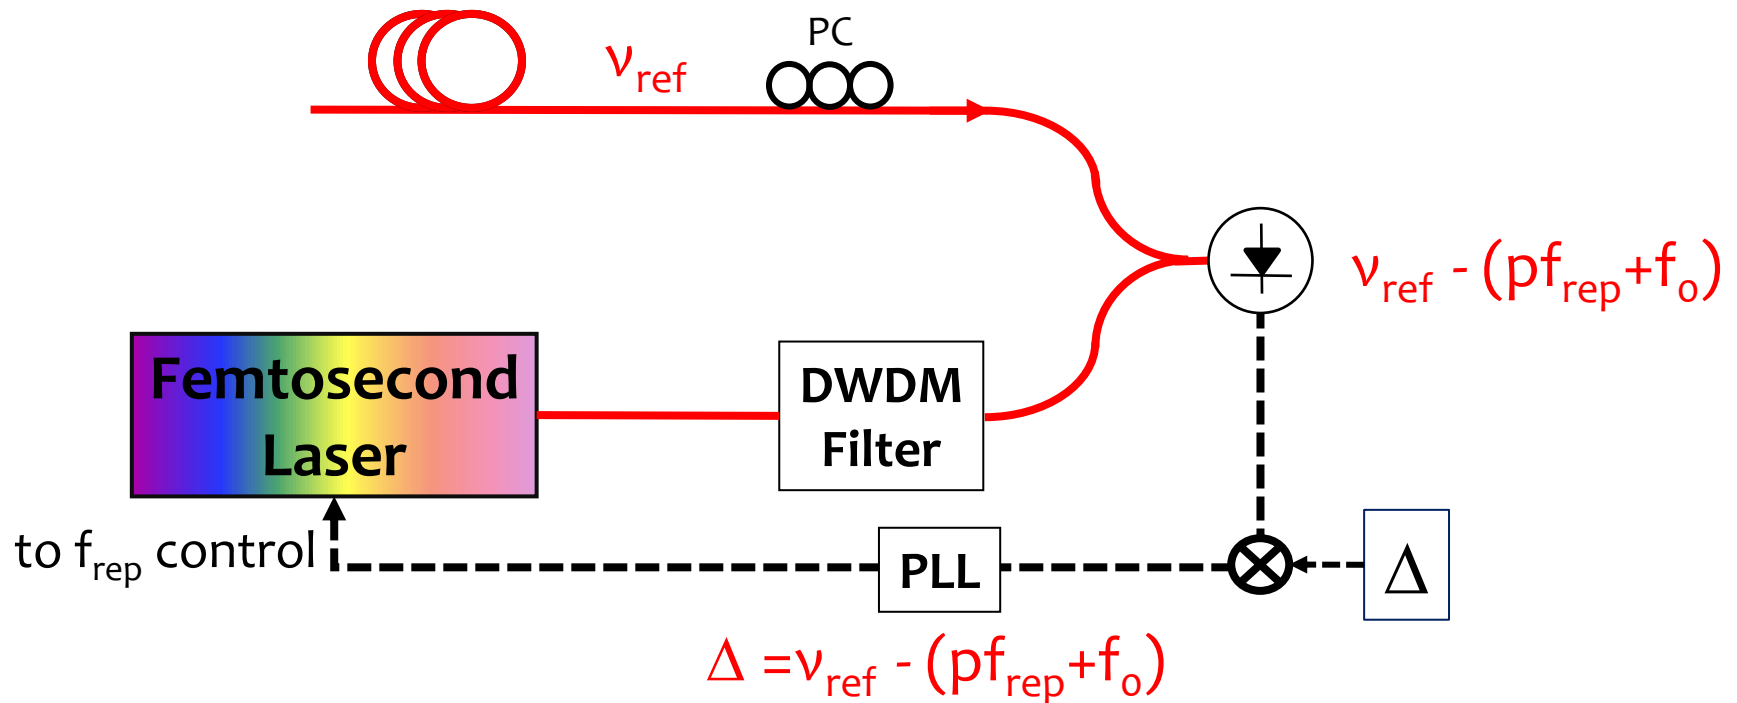 PC
νref
νref - (pfrep+fo)
Femtosecond
Laser
DWDM
Filter
to frep control
PLL
Δ
Δ =νref - (pfrep+fo)